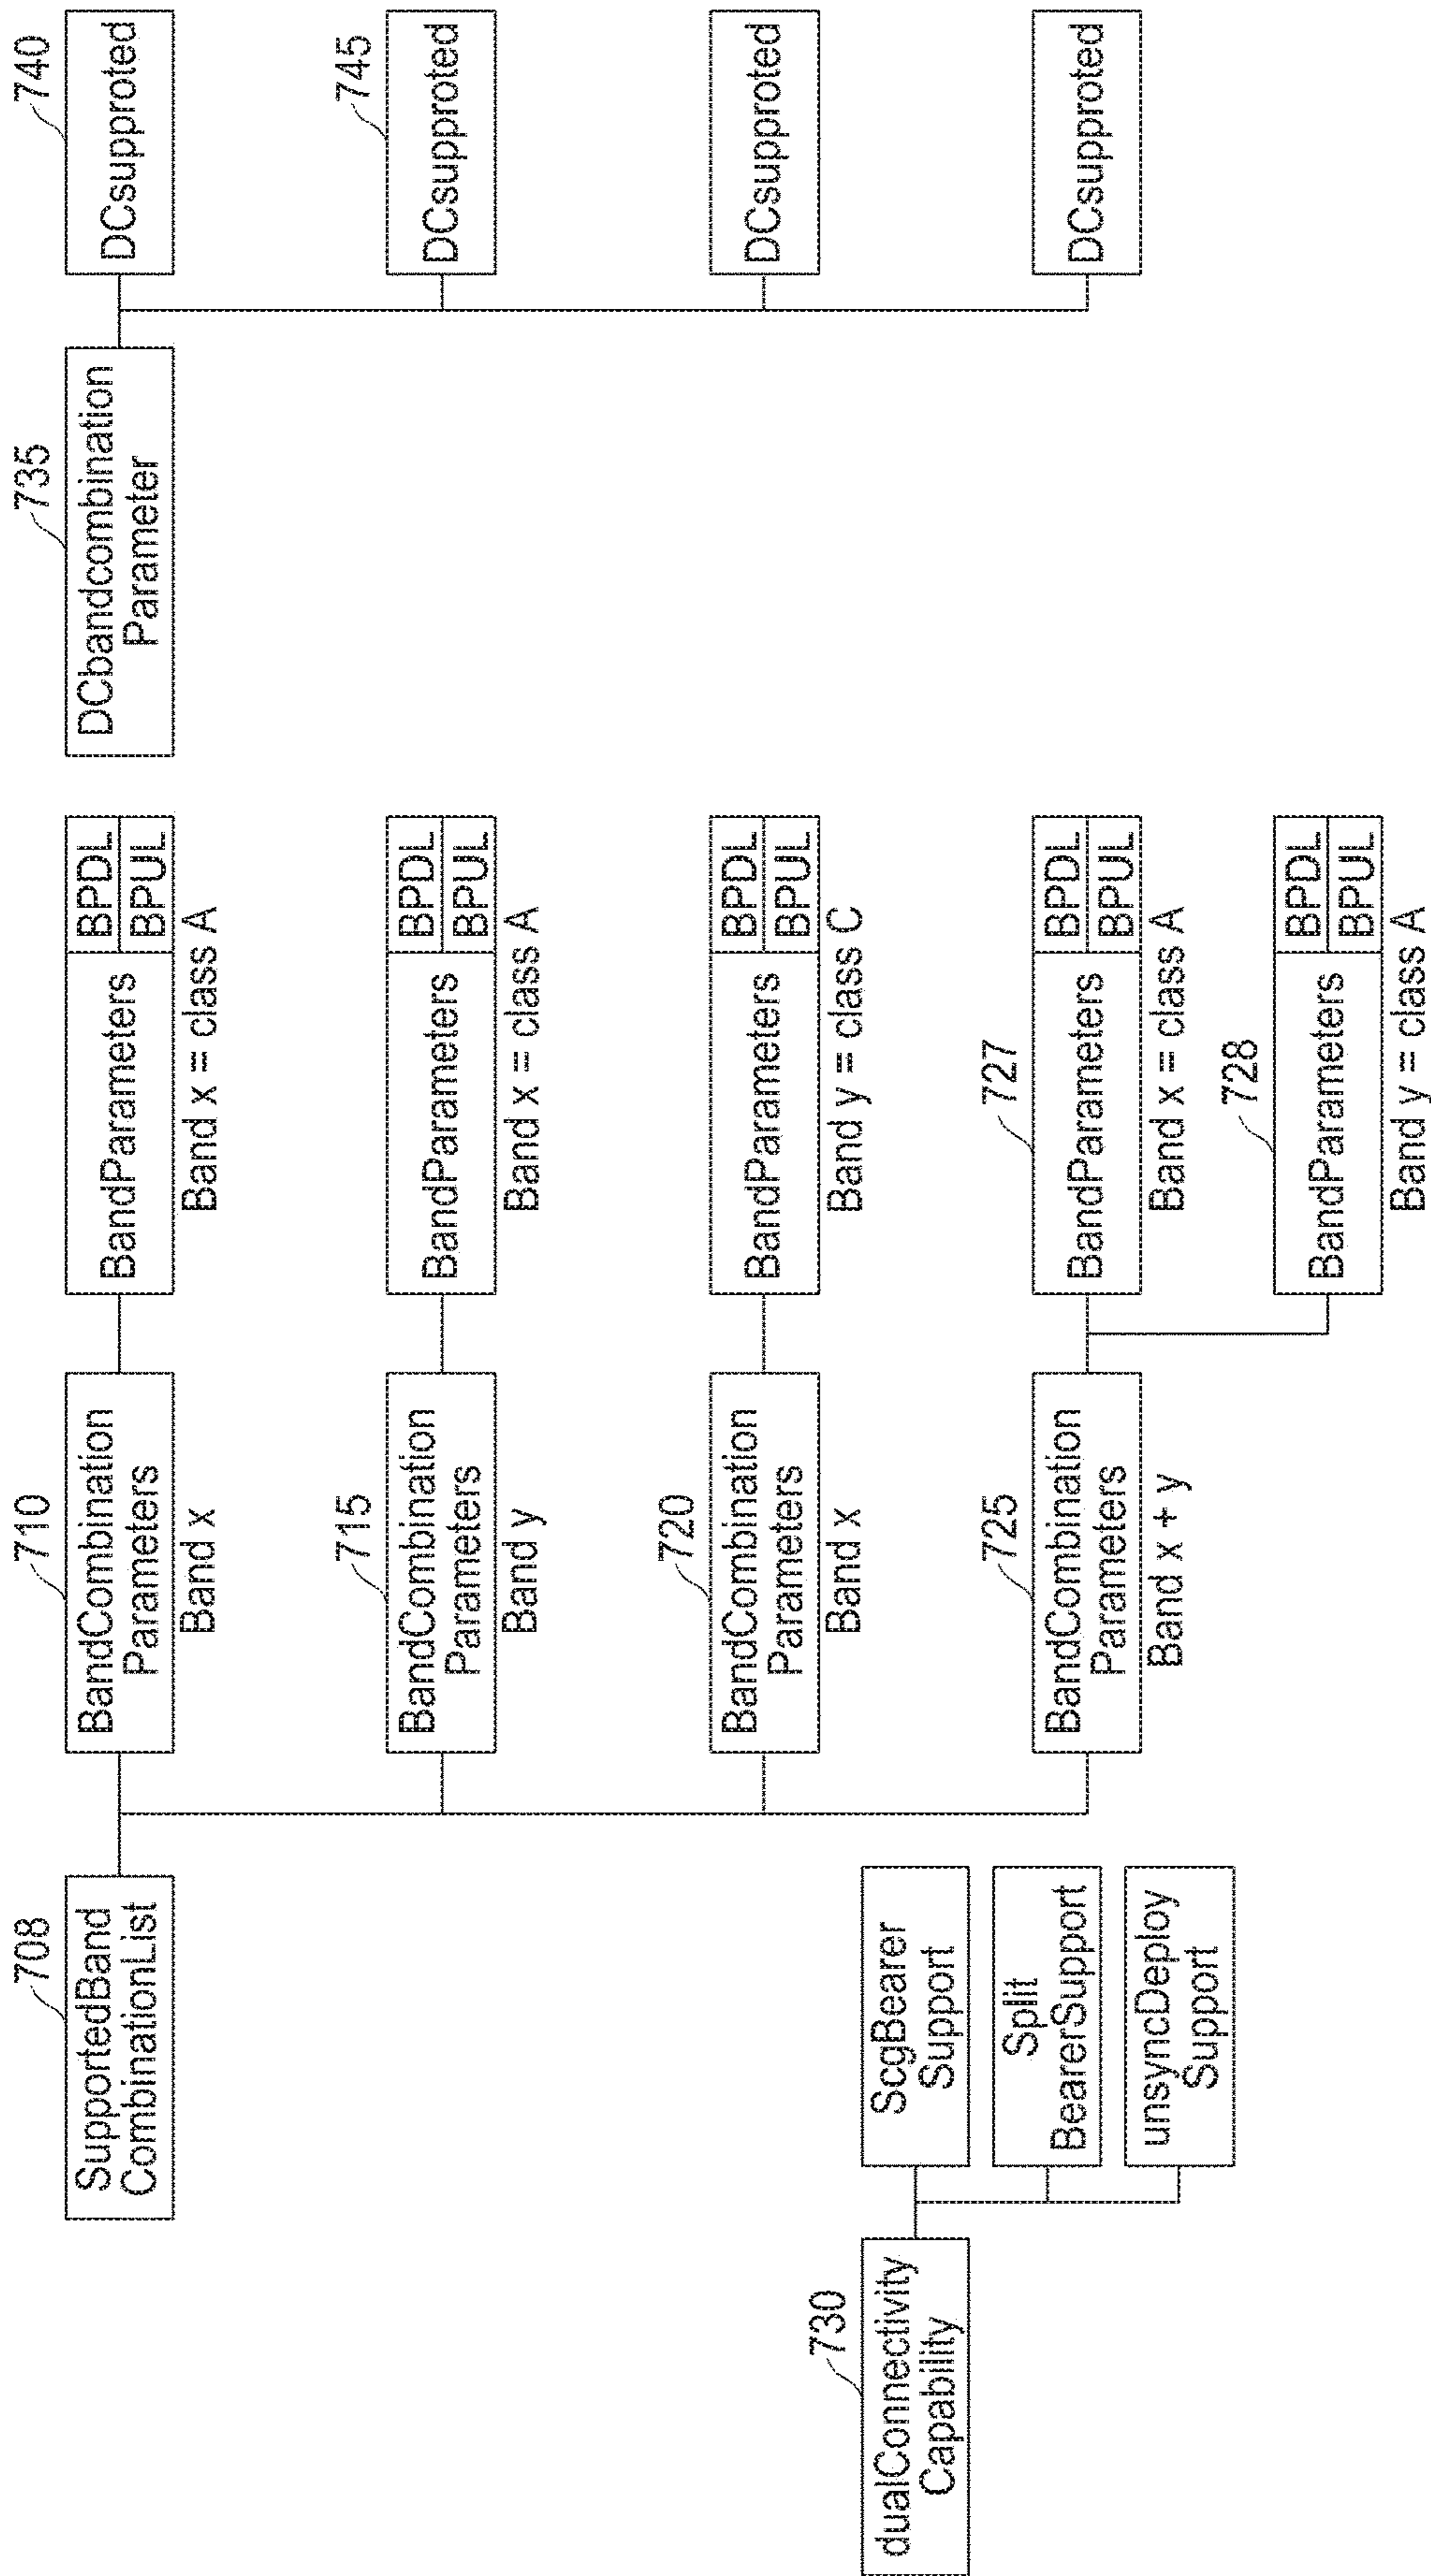 708
SupportedBand
CombinationList
710
BandCombination
Parameters
Band x
BandParameters
BPDL
BPUL
Band x = class A
715
BandCombination
Parameters
Band y
BandParameters
BPDL
BPUL
Band x = class A
720
BandCombination
Parameters
Band x
BandParameters
BPDL
BPUL
Band y = class C
725
BandCombination
Parameters
Band x + y
727
BandParameters
BPDL
BPUL
Band x = class A
728
BandParameters
BPDL
BPUL
Band y = class A
730
dualConnectivity
Capability
ScgBearer
Support
Split
BearerSupport
unsyncDeploy
Support
735
DCbandcombination
Parameter
740
DCsupproted
745
DCsupproted
DCsupproted
DCsupproted